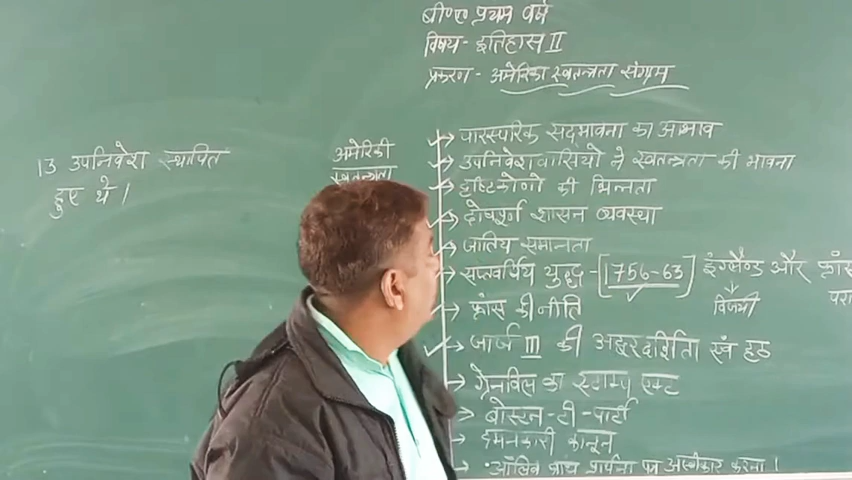 बी०ए० प्रथम वर्ष
विषय- इतिहास II
प्रकरण - अमेरिका स्वतन्त्रता संग्राम
13 उपनिवेश स्थापित
हुए थे।
अमेरिकी
स्वतन्त्रता
→ पारस्परिक सद्भावना का अभाव
→ उपनिवेशवासियों में स्वतन्त्रता की भावना
→ दृष्टिकोणों की भिन्नता
→ दोषपूर्ण शासन व्यवस्था
→ जातिय समानता
→ सप्तवर्षिय युद्ध - [1756-63] इंग्लैण्ड और फ्रांस
विजयी
परा
→ फ्रांस की नीति
→ जार्ज III की अदूरदर्शिता एवं हठ
→ ग्रेनविल का स्टाम्प एक्ट
→ बोस्टन-टी-पार्टी
→ दमनकारी कानून
→ ऑलिव ब्रांच प्रार्थना पत्र अस्वीकार करना।